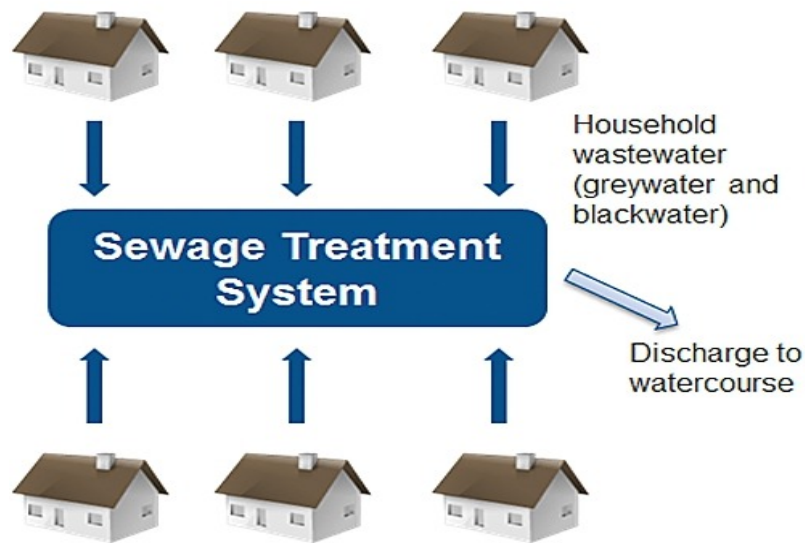 Household
wastewater
(greywater and
blackwater)
Sewage Treatment
System
Discharge to
watercourse